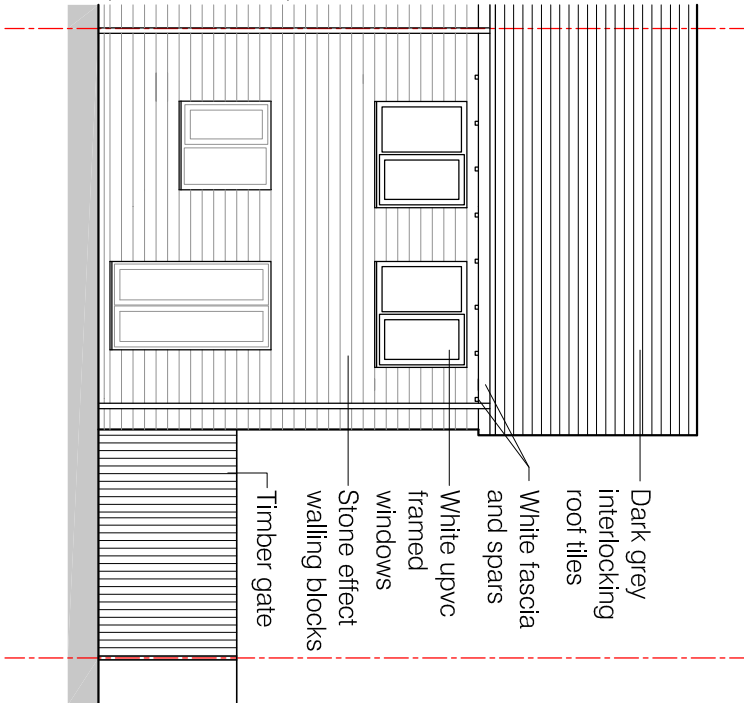 Dark grey
interlocking
roof tiles
White fascia
and spars
White upvc
framed
windows
Stone effect
walling blocks
Timber gate